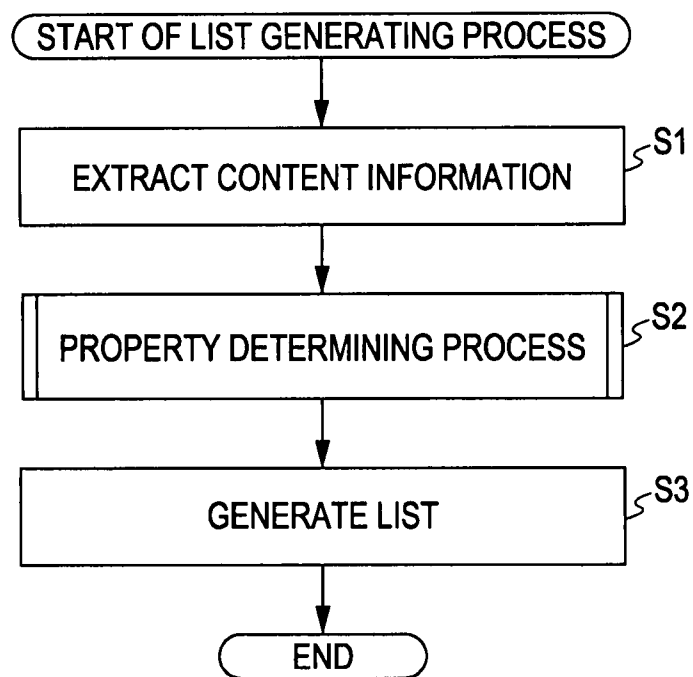 START OF LIST GENERATING PROCESS
EXTRACT CONTENT INFORMATION
S1
PROPERTY DETERMINING PROCESS
S2
GENERATE LIST
S3
END